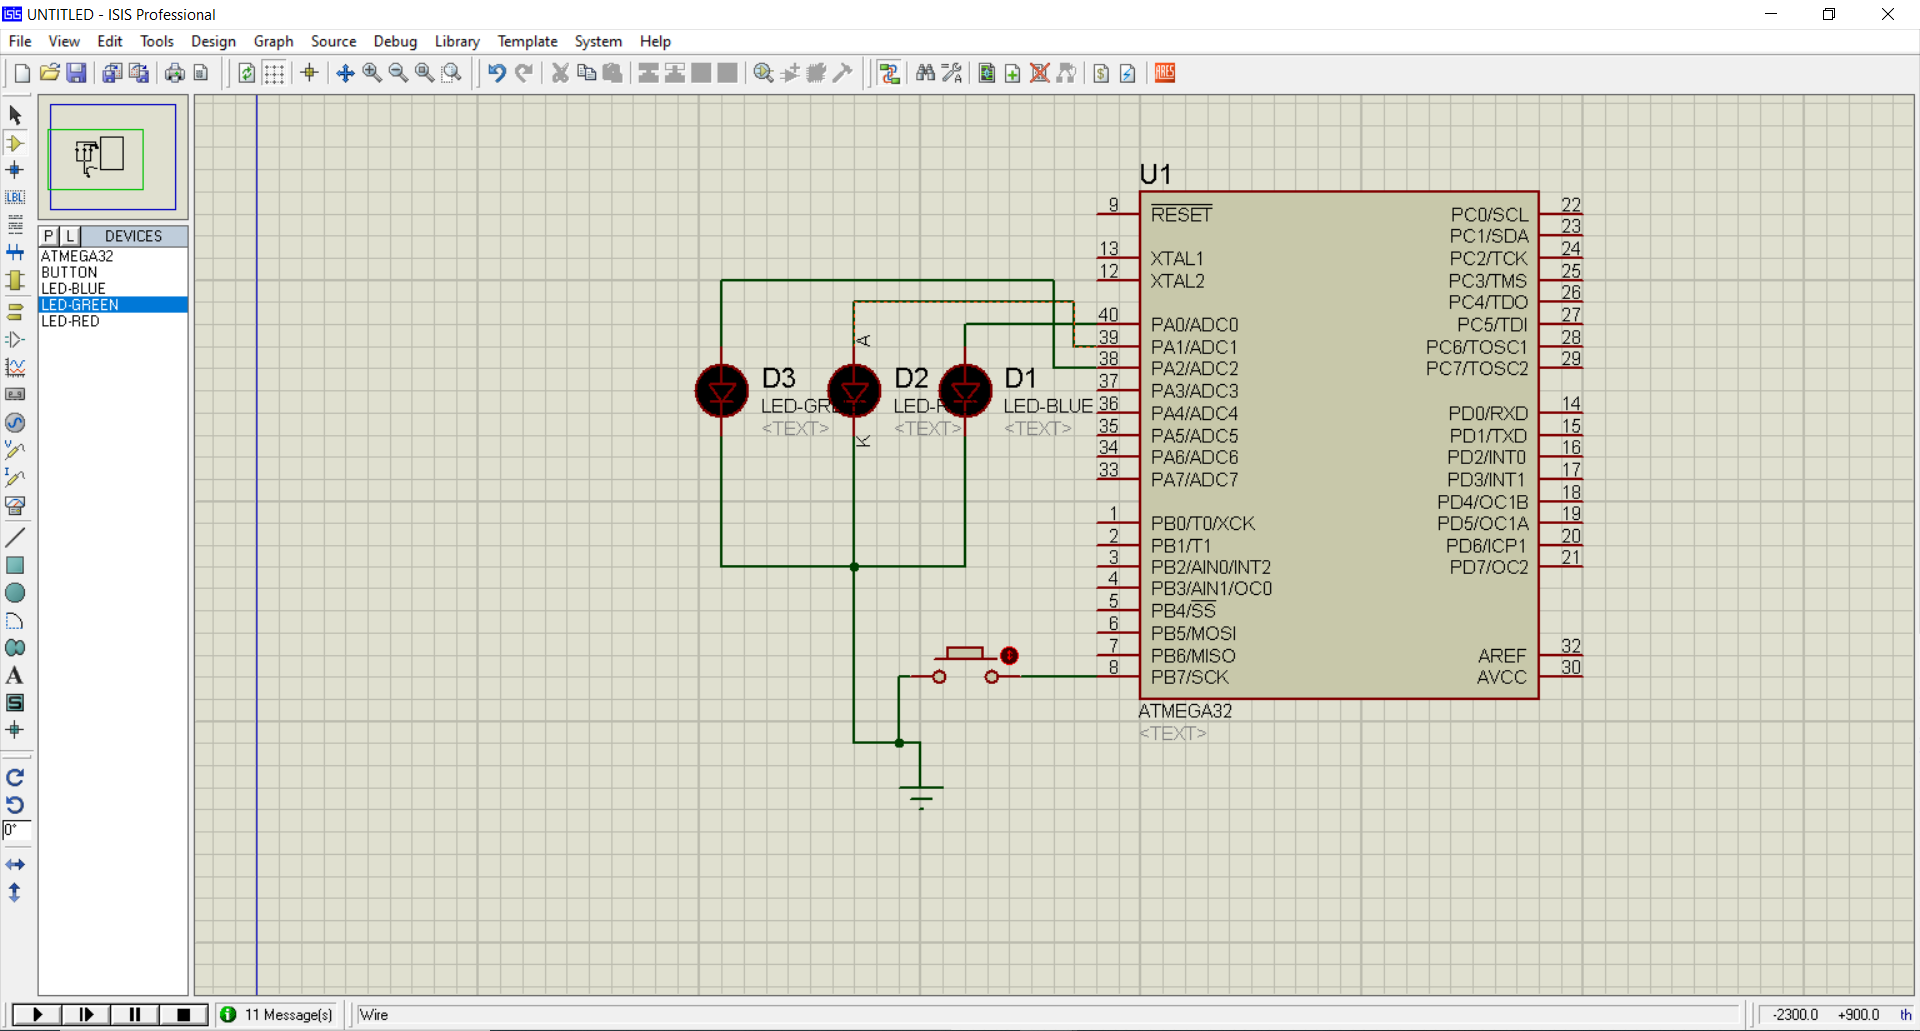 ISIS UNTITLED - ISIS Professional
File View Edit Tools Design Graph Source Debug Library Template System Help
ARES
LBL
P L DEVICES
ATMEGA32
BUTTON
LED-BLUE
LED-GREEN
LED-RED
A
S
0°
U1
9 RESET
13 XTAL1
12 XTAL2
40 PA0/ADC0
39 PA1/ADC1
38 PA2/ADC2
37 PA3/ADC3
36 PA4/ADC4
35 PA5/ADC5
34 PA6/ADC6
33 PA7/ADC7
1 PB0/T0/XCK
2 PB1/T1
3 PB2/AIN0/INT2
4 PB3/AIN1/OC0
5 PB4/SS
6 PB5/MOSI
7 PB6/MISO
8 PB7/SCK
PC0/SCL 22
PC1/SDA 23
PC2/TCK 24
PC3/TMS 25
PC4/TDO 26
PC5/TDI 27
PC6/TOSC1 28
PC7/TOSC2 29
PD0/RXD 14
PD1/TXD 15
PD2/INT0 16
PD3/INT1 17
PD4/OC1B 18
PD5/OC1A 19
PD6/ICP1 20
PD7/OC2 21
AREF 32
AVCC 30
ATMEGA32
<TEXT>
A
K
D3
LED-GRE
<TEXT>
D2
LED-R
<TEXT>
D1
LED-BLUE
<TEXT>
11 Message(s) Wire -2300.0 +900.0 th